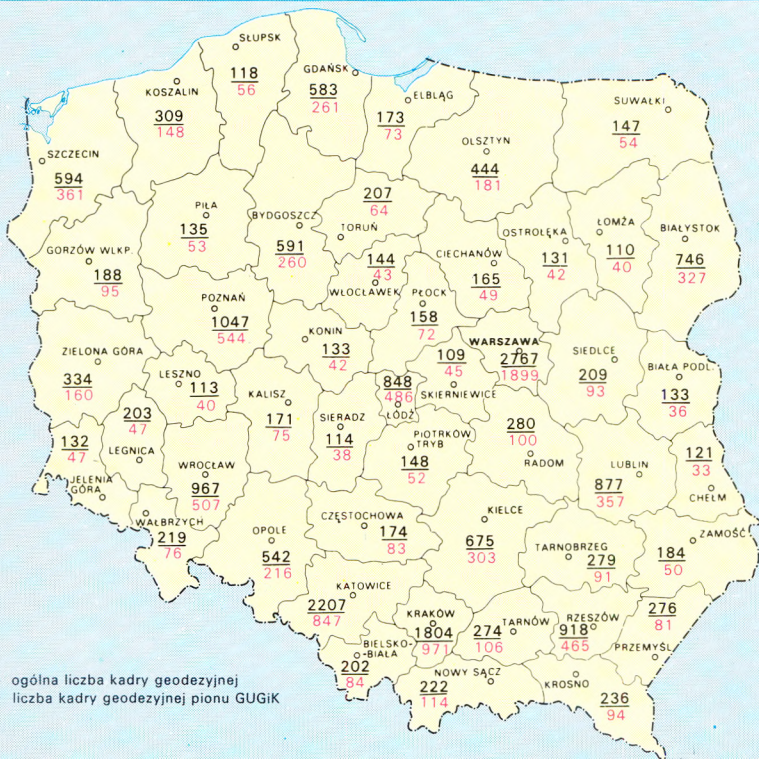 SŁUPSK
118
56
GDAŃSK
583
261
KOSZALIN
309
148
ELBLĄG
173
73
SUWAŁKI
147
54
OLSZTYN
444
181
SZCZECIN
594
361
PIŁA
135
53
BYDGOSZCZ
591
260
207
64
TORUŃ
OSTROŁĘKA
131
42
ŁOMŻA
110
40
BIAŁYSTOK
746
327
GORZÓW WLKP.
188
95
144
43
WŁOCŁAWEK
CIECHANÓW
165
49
PŁOCK
158
72
POZNAŃ
1047
544
KONIN
133
42
WARSZAWA
2767
1899
SIEDLCE
209
93
BIAŁA PODL.
133
36
ZIELONA GÓRA
334
160
LESZNO
113
40
KALISZ
171
75
848
486
ŁÓDŹ
109
45
SKIERNIEWICE
203
47
LEGNICA
SIERADZ
114
38
PIOTRKÓW
TRYB
148
52
280
100
RADOM
LUBLIN
877
357
121
33
CHEŁM
132
47
JELENIA
GÓRA
WROCŁAW
967
507
WAŁBRZYCH
219
76
OPOLE
542
216
CZĘSTOCHOWA
174
83
KIELCE
675
303
TARNOBRZEG
279
91
ZAMOŚĆ
184
50
KATOWICE
2207
847
KRAKÓW
1804
971
274
106
TARNÓW
RZESZÓW
918
465
276
81
PRZEMYŚL
BIELSKO-
-BIAŁA
202
84
NOWY SĄCZ
222
114
KROSNO
236
94
ogólna liczba kadry geodezyjnej
liczba kadry geodezyjnej pionu GUGiK